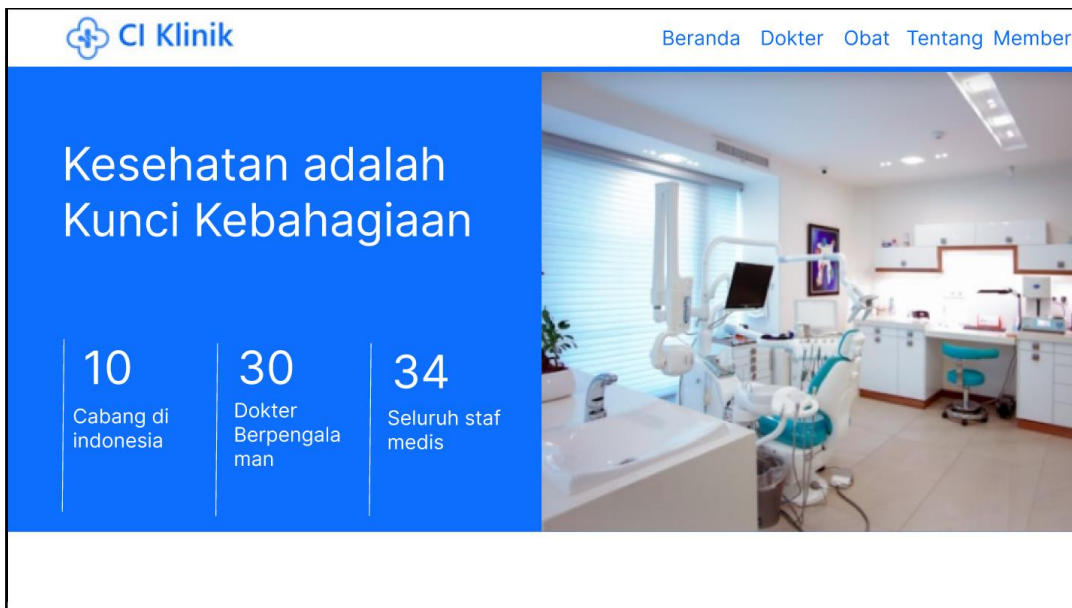 CI Klinik
Beranda Dokter Obat Tentang Member
Kesehatan adalah
Kunci Kebahagiaan
10
Cabang di
indonesia
30
Dokter
Berpengala
man
34
Seluruh staf
medis